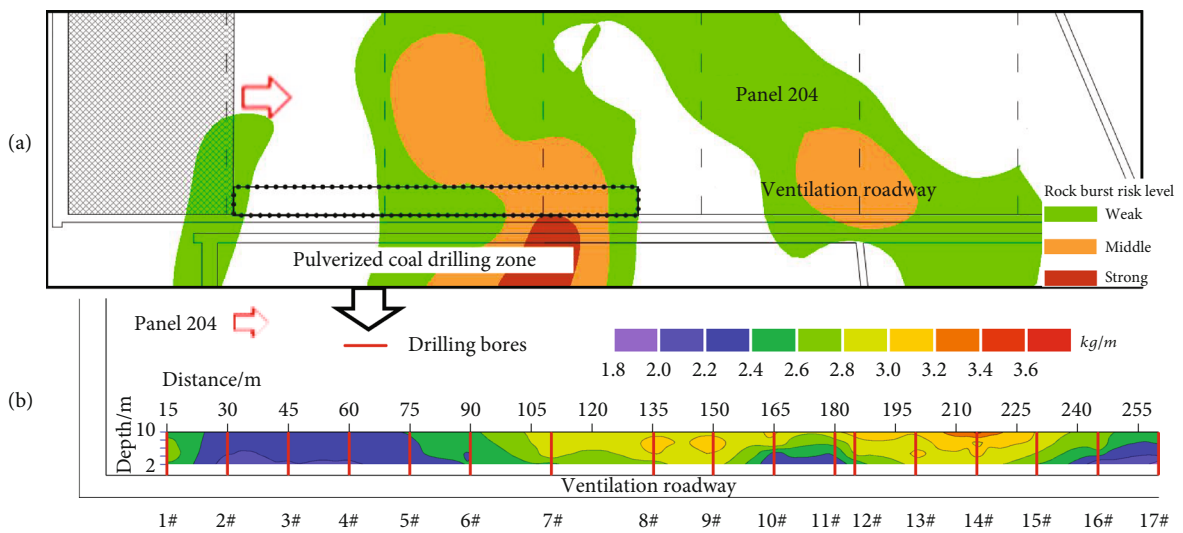 (a)
Panel 204
Ventilation roadway
Rock burst risk level
Weak
Middle
Strong
Pulverized coal drilling zone
Panel 204
Drilling bores
kg/m
1.8 2.0 2.2 2.4 2.6 2.8 3.0 3.2 3.4 3.6
(b)
Distance/m
15 30 45 60 75 90 105 120 135 150 165 180 195 210 225 240 255
Depth/m
10
2
Ventilation roadway
1# 2# 3# 4# 5# 6# 7# 8# 9# 10# 11# 12# 13# 14# 15# 16# 17#